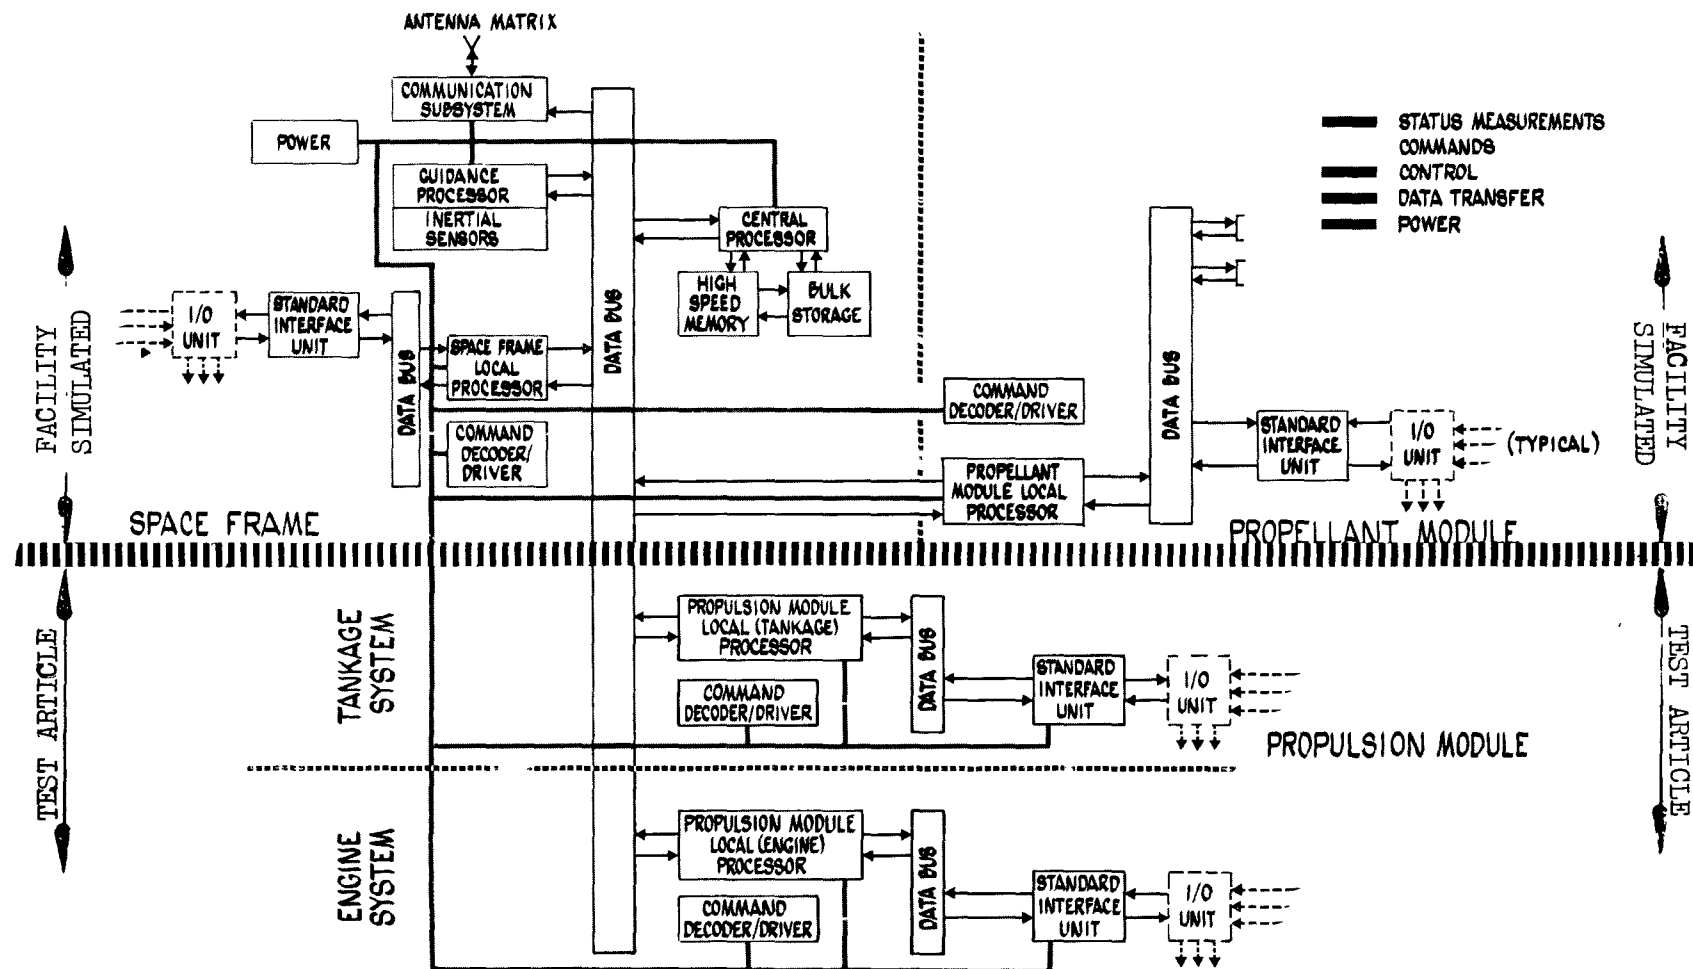 ANTENNA MATRIX
COMMUNICATION
SUBSYSTEM
POWER
GUIDANCE
PROCESSOR
INERTIAL
SENSORS
CENTRAL
PROCESSOR
HIGH
SPEED
MEMORY
BULK
STORAGE
DATA BUS
STATUS MEASUREMENTS
COMMANDS
CONTROL
DATA TRANSFER
POWER
FACILITY
SIMULATED
I/O
UNIT
STANDARD
INTERFACE
UNIT
DATA BUS
SPACE FRAME
LOCAL
PROCESSOR
COMMAND
DECODER/
DRIVER
SPACE FRAME
COMMAND
DECODER/DRIVER
PROPELLANT
MODULE LOCAL
PROCESSOR
DATA BUS
STANDARD
INTERFACE
UNIT
I/O
UNIT
(TYPICAL)
PROPELLANT MODULE
FACILITY
SIMULATED
TEST ARTICLE
TANKAGE
SYSTEM
PROPULSION MODULE
LOCAL (TANKAGE)
PROCESSOR
COMMAND
DECODER/DRIVER
DATA BUS
STANDARD
INTERFACE
UNIT
I/O
UNIT
PROPULSION MODULE
TEST ARTICLE
ENGINE
SYSTEM
PROPULSION MODULE
LOCAL (ENGINE)
PROCESSOR
COMMAND
DECODER/DRIVER
DATA BUS
STANDARD
INTERFACE
UNIT
I/O
UNIT